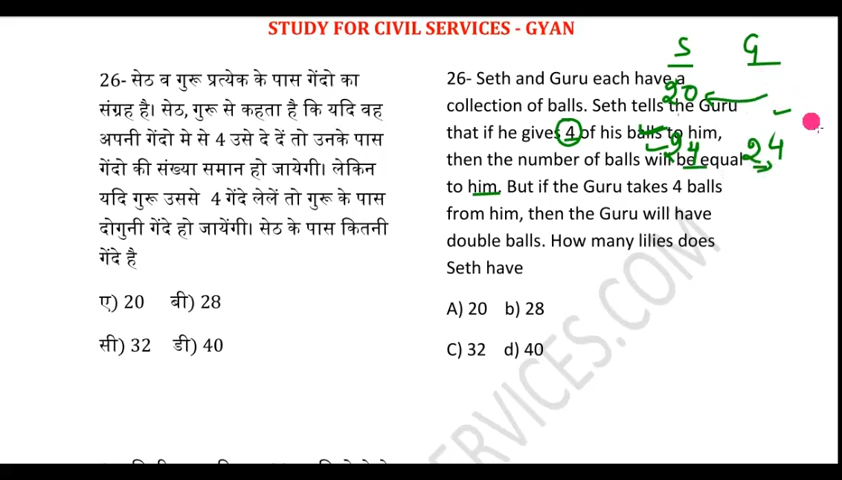 STUDY FOR CIVIL SERVICES - GYAN
S G
26- सेठ व गुरू प्रत्येक के पास गेंदो का
संग्रह है। सेठ, गुरू से कहता है कि यदि वह
अपनी गेंदो मे से 4 उसे दे दें तो उनके पास
गेंदो की संख्या समान हो जायेगी। लेकिन
यदि गुरू उससे 4 गेंदे लेलें तो गुरू के पास
दोगुनी गेंदे हो जायेंगी। सेठ के पास कितनी
गेंदे है
ए) 20 बी) 28
सी) 32 डी) 40
26- Seth and Guru each have a
collection of balls. Seth tells the Guru
that if he gives 4 of his balls to him,
then the number of balls will be equal
to him. But if the Guru takes 4 balls
from him, then the Guru will have
double balls. How many lilies does
Seth have
A) 20 b) 28
C) 32 d) 40
20
24 24
SERVICES.COM